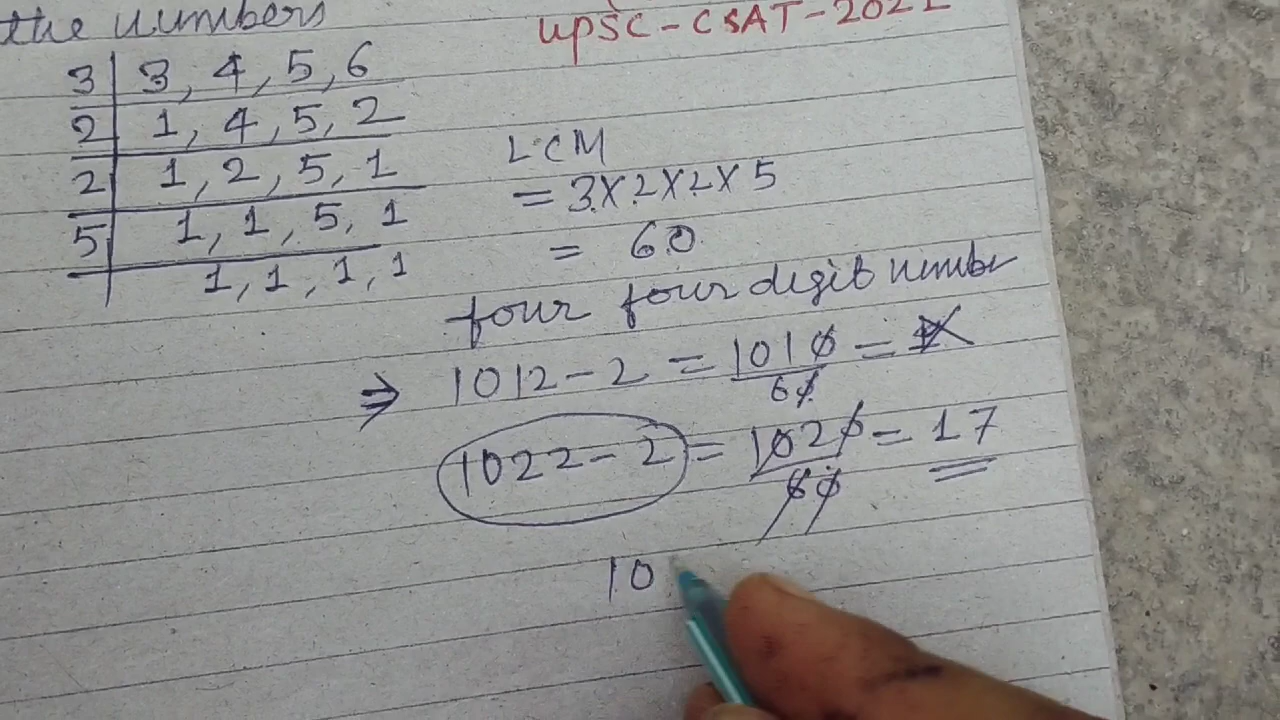 the numbers
UPSC-CSAT-2021
3 | 3, 4, 5, 6
2 | 1, 4, 5, 2
2 | 1, 2, 5, 1
5 | 1, 1, 5, 1
1, 1, 1, 1
L.C.M
= 3×2×2×5
= 60
four four digit number
⇒ 1012-2 = 1010/60 =
1022-2 = 1020/60 = 17
10